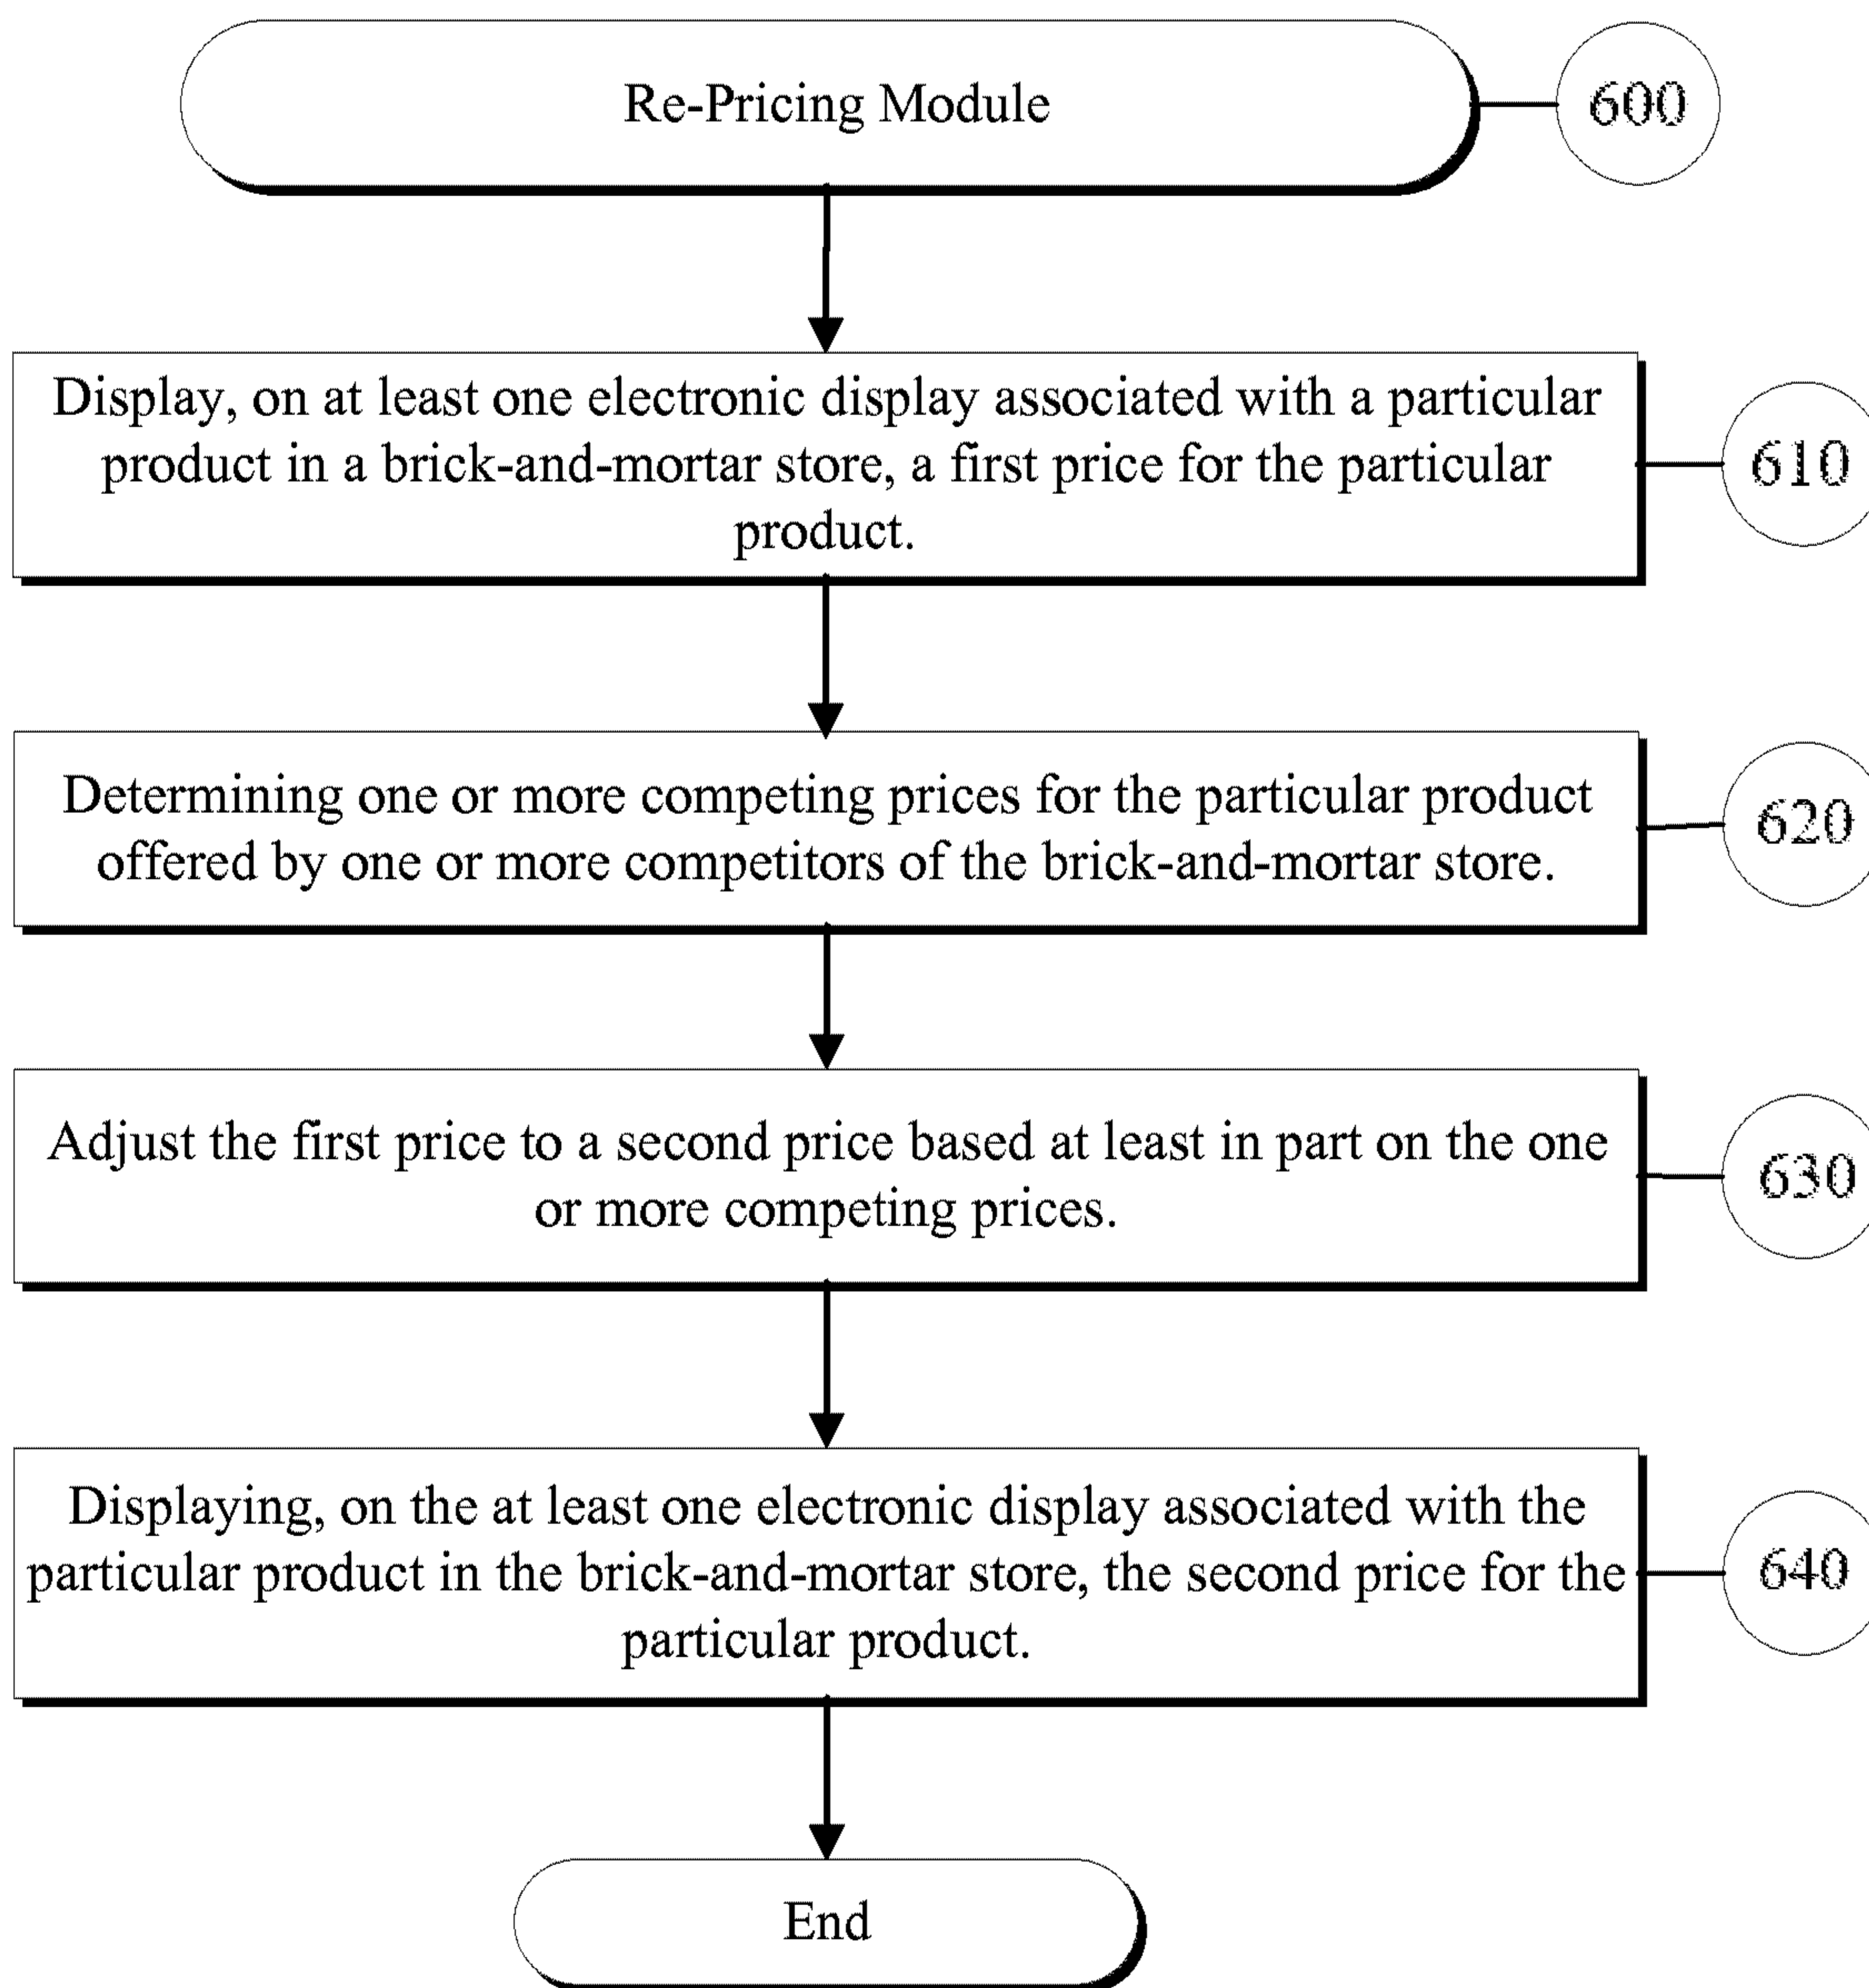 Re-Pricing Module
600
Display, on at least one electronic display associated with a particular
product in a brick-and-mortar store, a first price for the particular
product.
610
Determining one or more competing prices for the particular product
offered by one or more competitors of the brick-and-mortar store.
620
Adjust the first price to a second price based at least in part on the one
or more competing prices.
630
Displaying, on the at least one electronic display associated with the
particular product in the brick-and-mortar store, the second price for the
particular product.
640
End